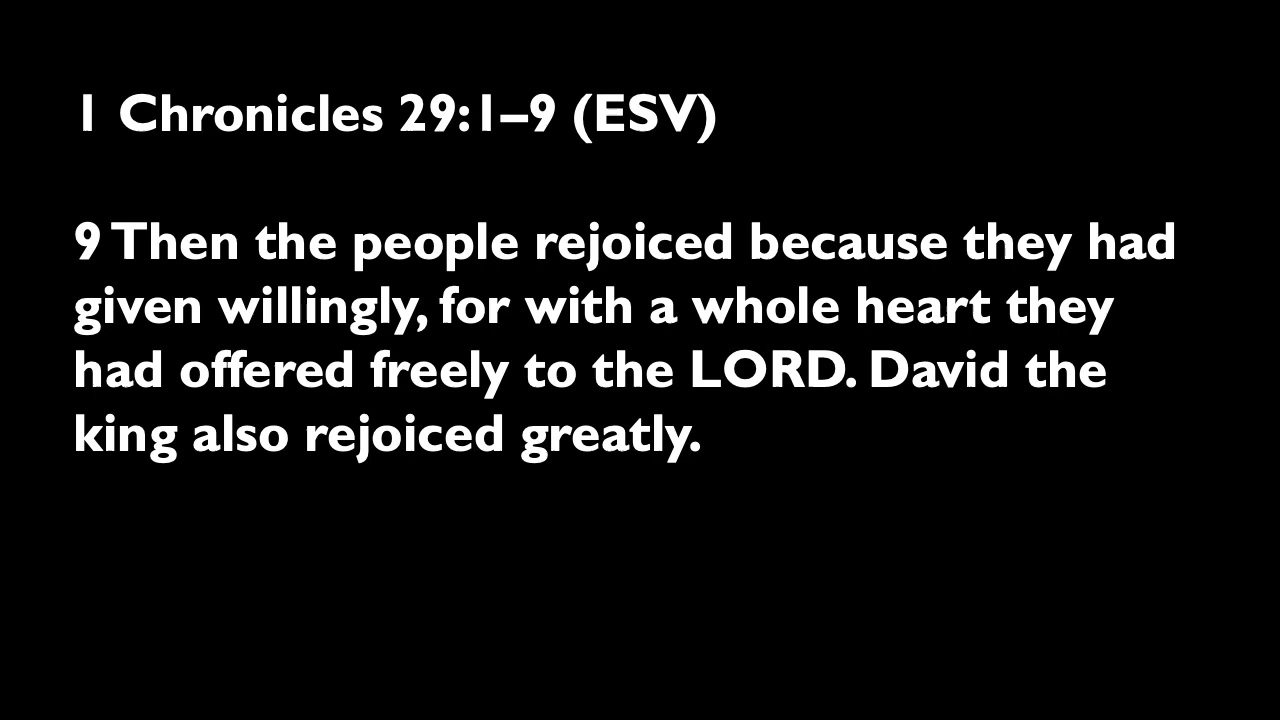 1 Chronicles 29:1–9 (ESV)
9 Then the people rejoiced because they had
given willingly, for with a whole heart they
had offered freely to the LORD. David the
king also rejoiced greatly.